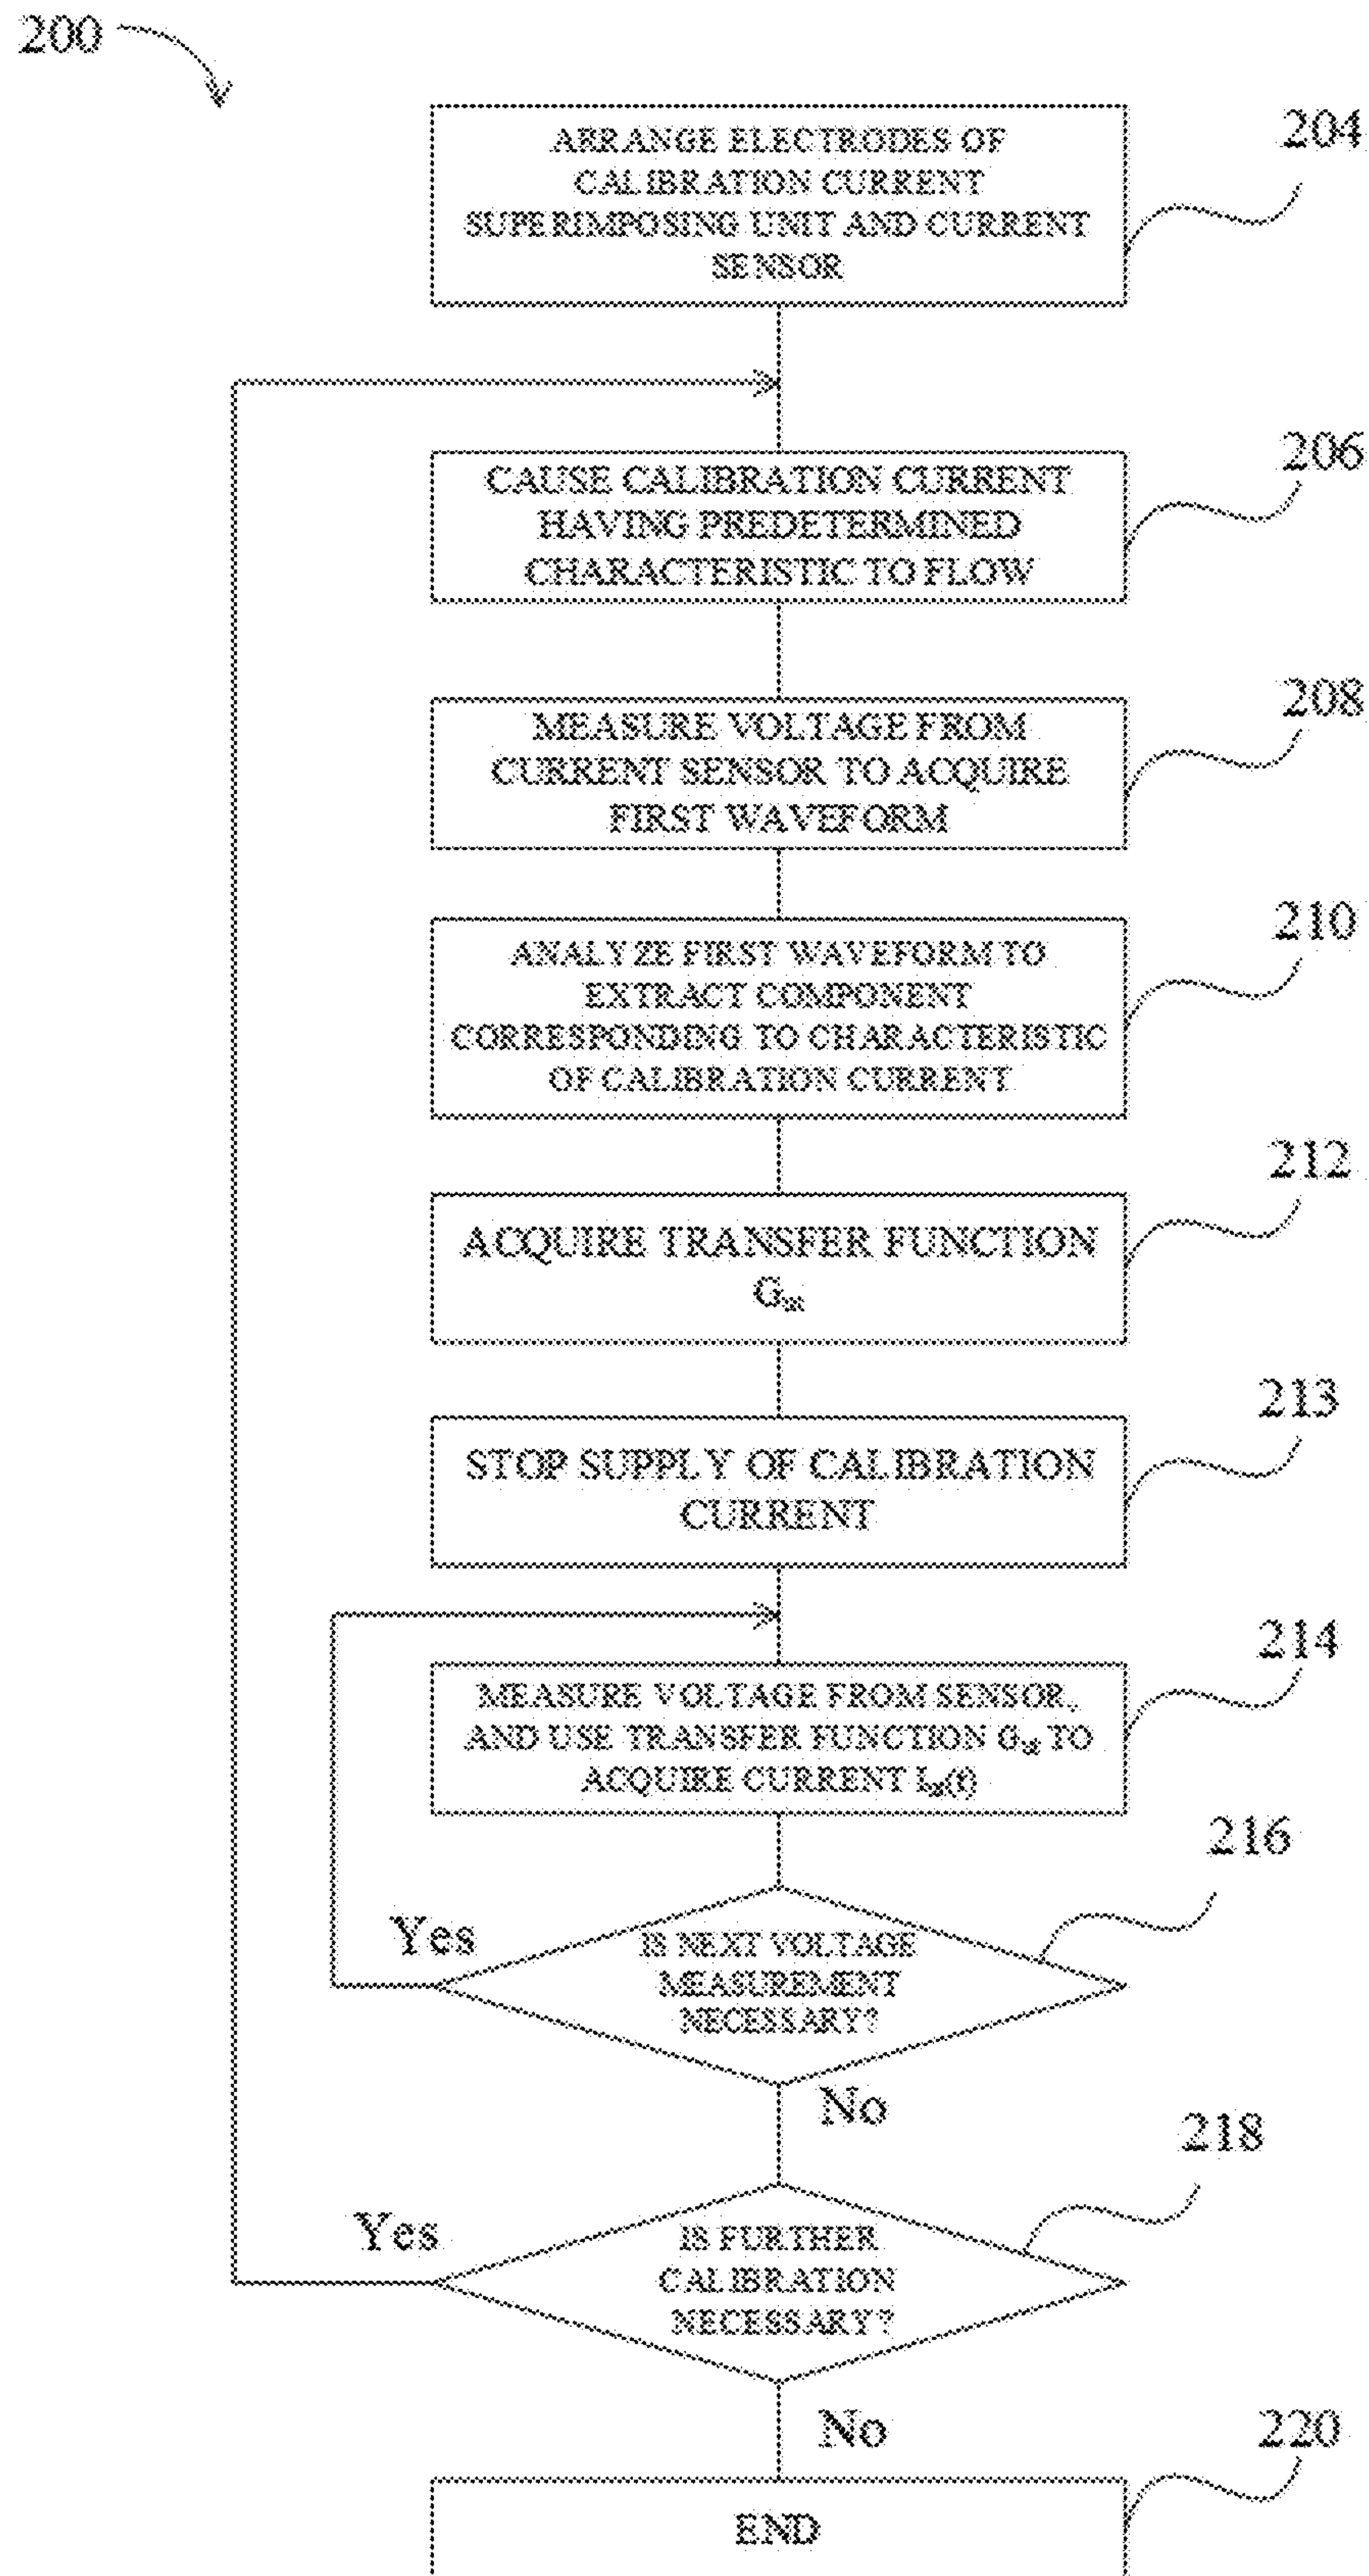 200
ARRANGE ELECTRODES OF
CALIBRATION CURRENT
SUPERIMPOSING UNIT AND CURRENT
SENSOR
204
CAUSE CALIBRATION CURRENT
HAVING PREDETERMINED
CHARACTERISTIC TO FLOW
206
MEASURE VOLTAGE FROM
CURRENT SENSOR TO ACQUIRE
FIRST WAVEFORM
208
ANALYZE FIRST WAVEFORM TO
EXTRACT COMPONENT
CORRESPONDING TO CHARACTERISTIC
OF CALIBRATION CURRENT
210
ACQUIRE TRANSFER FUNCTION
212
STOP SUPPLY OF CALIBRATION
CURRENT
213
MEASURE VOLTAGE FROM SENSOR,
AND USE TRANSFER FUNCTION TO
ACQUIRE CURRENT
214
IS NEXT VOLTAGE
MEASUREMENT
NECESSARY?
216
Yes
No
IS FURTHER
CALIBRATION
NECESSARY?
218
Yes
No
END
220